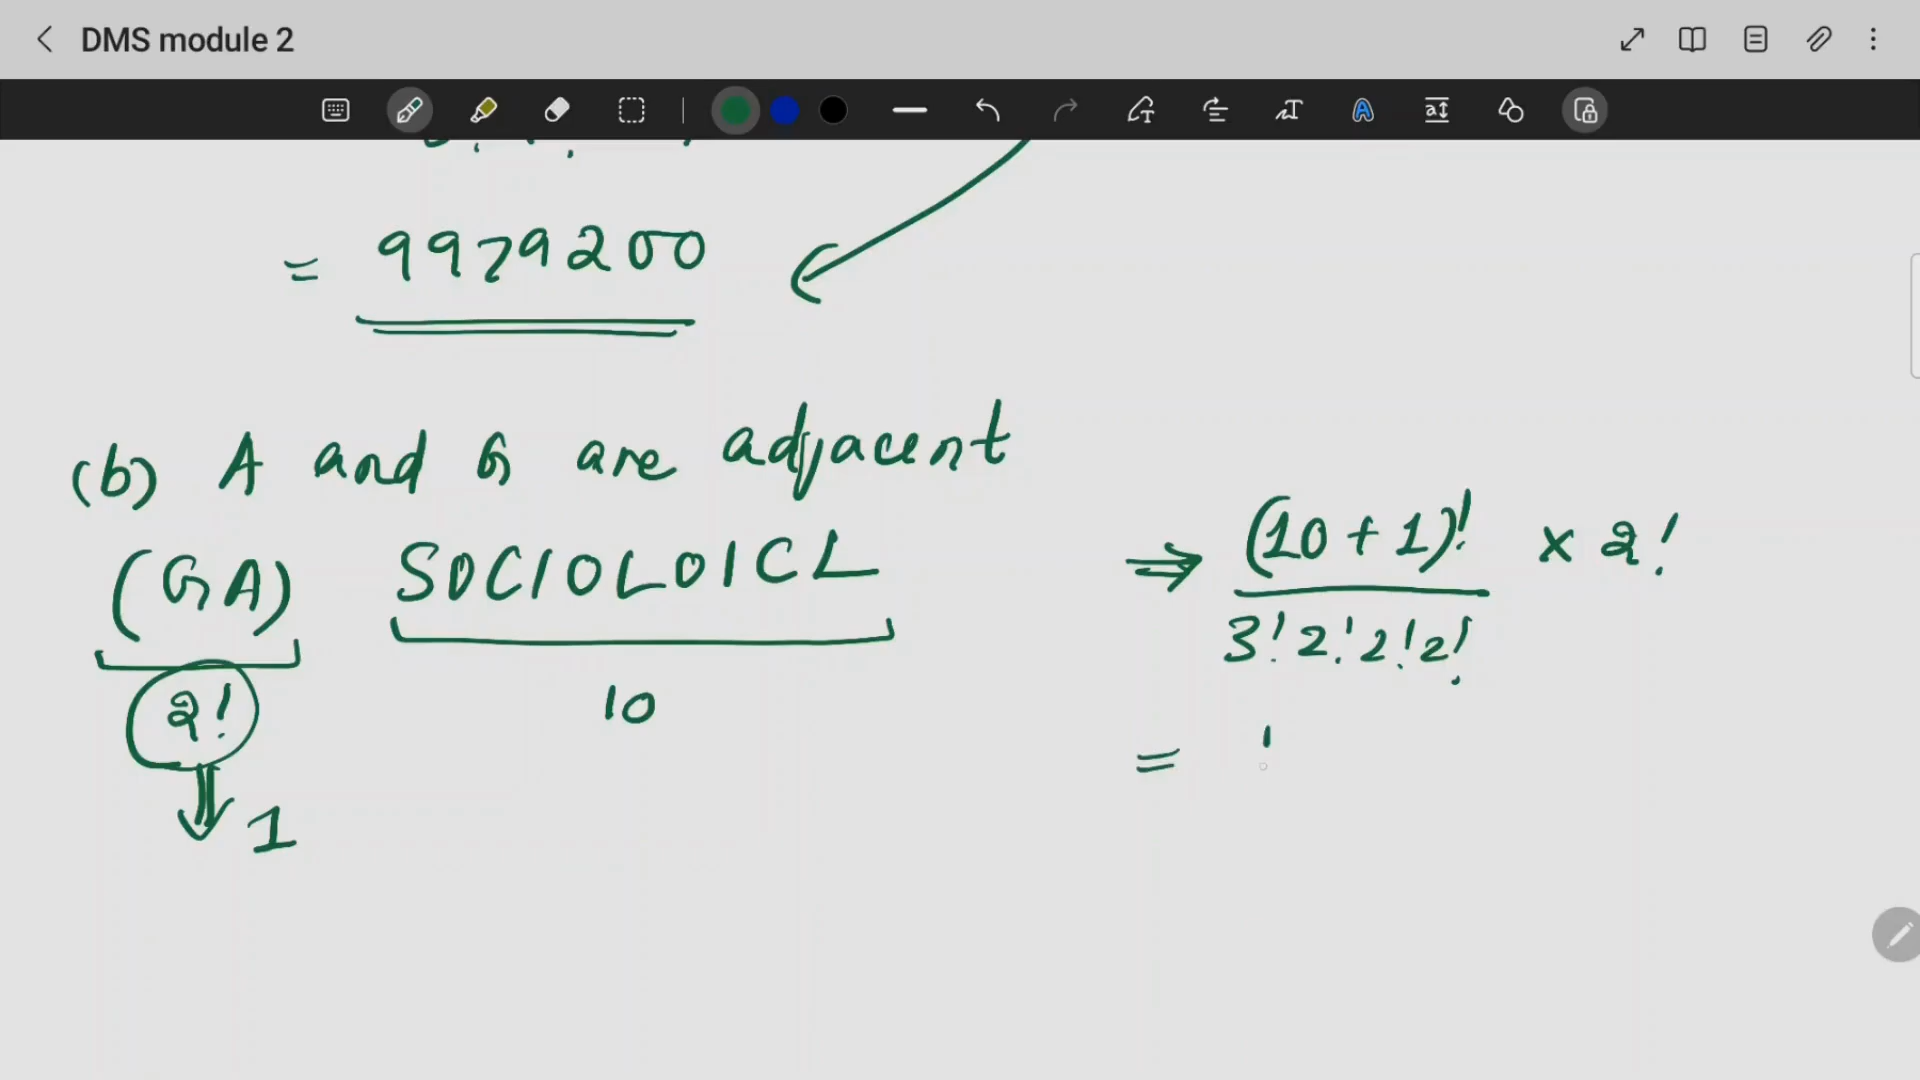 DMS module 2
= 9979200
(b) A and G are adjacent
(GA) SOCIOLOICL
2! 10
1
⇒ (10 + 1)! × 2!
3! 2! 2! 2!
=